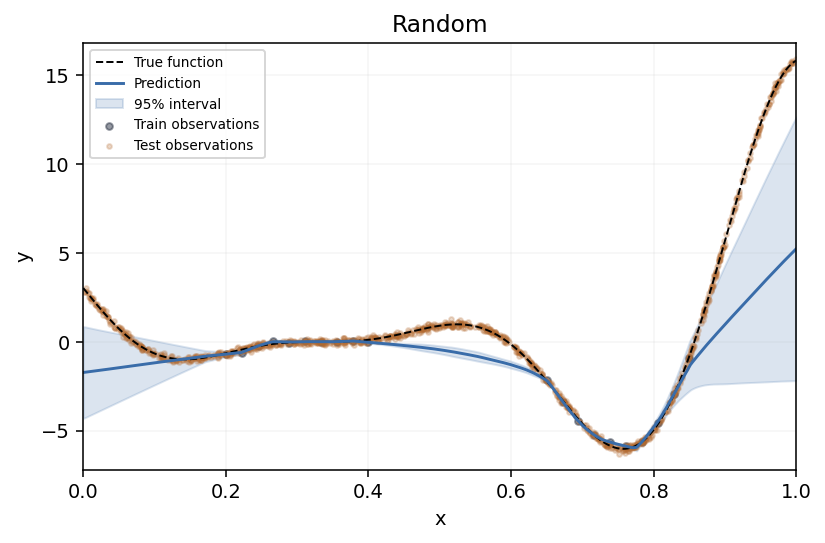 Random
True function
Prediction
95% interval
Train observations
Test observations
15
10
5
0
−5
y
0.0 0.2 0.4 0.6 0.8 1.0
x